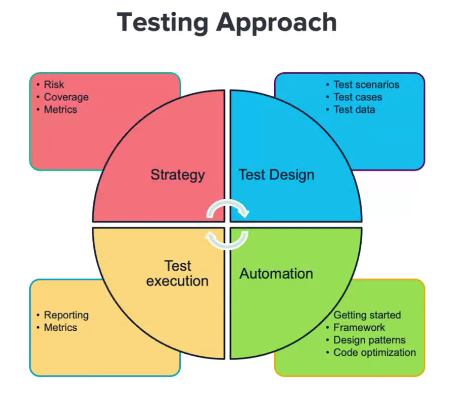 Testing Approach
• Risk
• Coverage
• Metrics
• Test scenarios
• Test cases
• Test data
Strategy
Test Design
Test
execution
Automation
• Reporting
• Metrics
• Getting started
• Framework
• Design patterns
• Code optimization